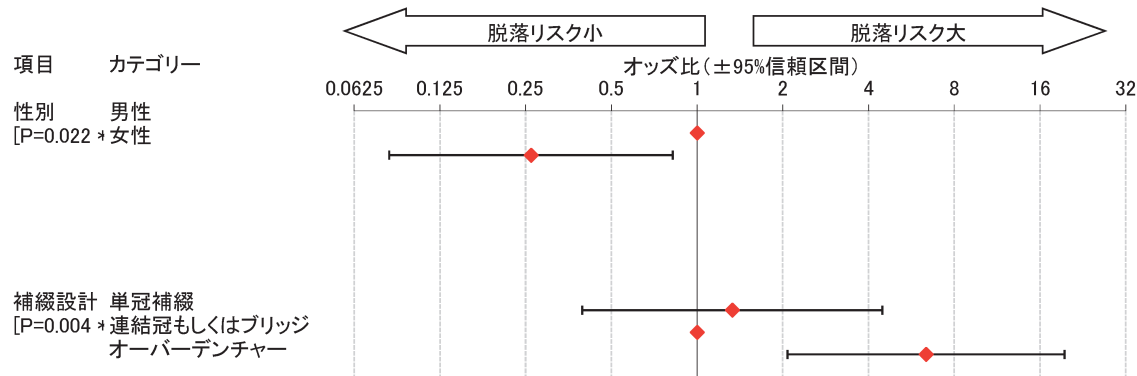 脱落リスク小 脱落リスク大
項目 カテゴリー オッズ比(±95%信頼区間)
0.0625 0.125 0.25 0.5 1 2 4 8 16 32
性別 男性
[P=0.022 * 女性
補綴設計 単冠補綴
[P=0.004 * 連結冠もしくはブリッジ
オーバーデンチャー